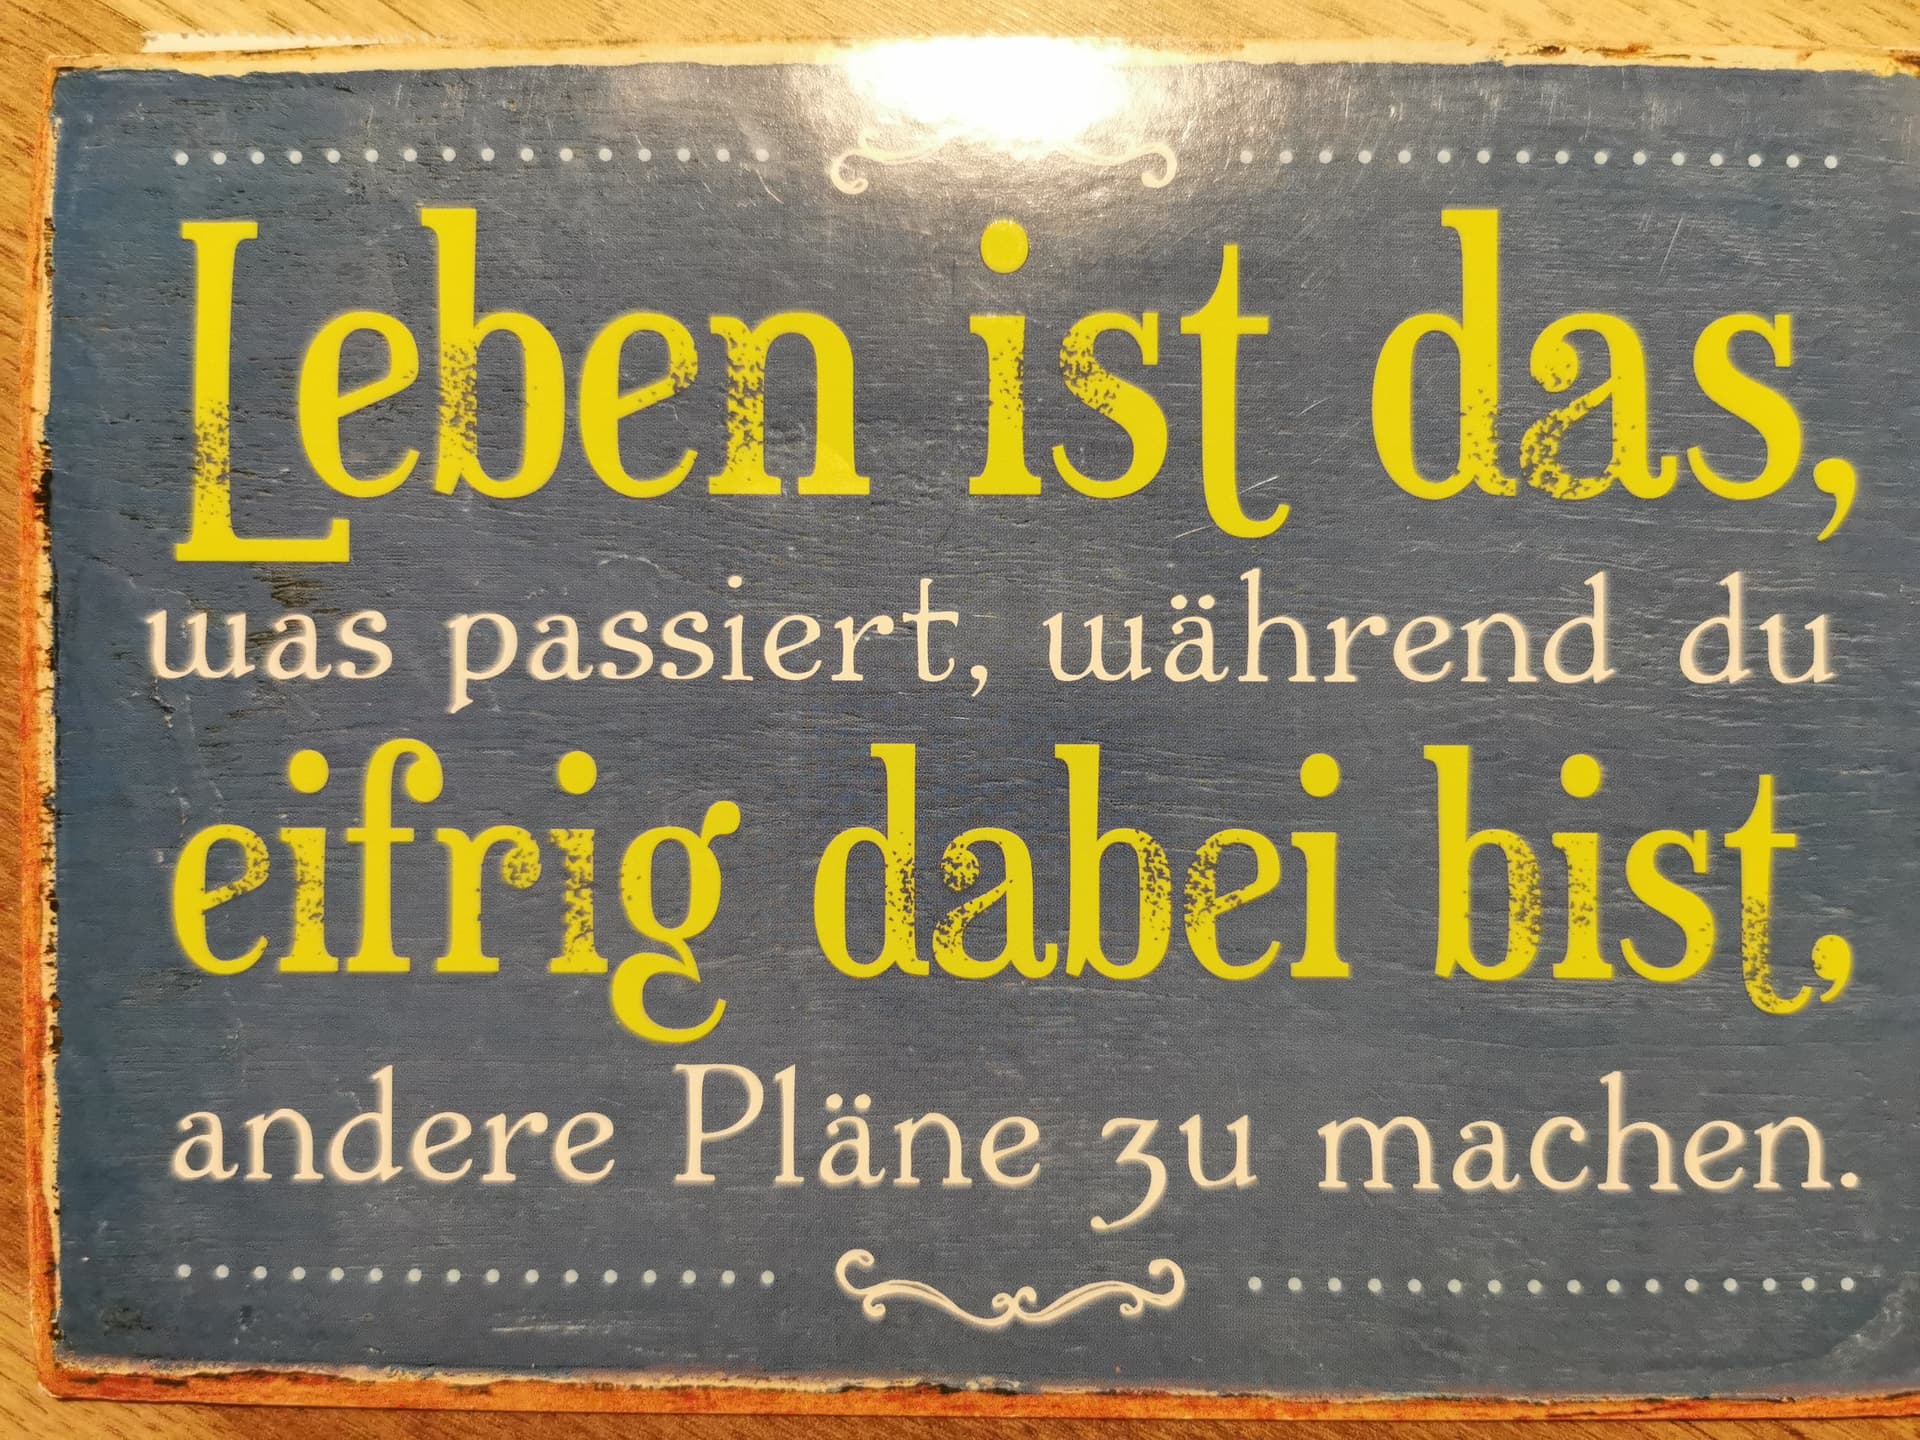 Leben ist das,
was passiert, während du
eifrig dabei bist,
andere Pläne zu machen.